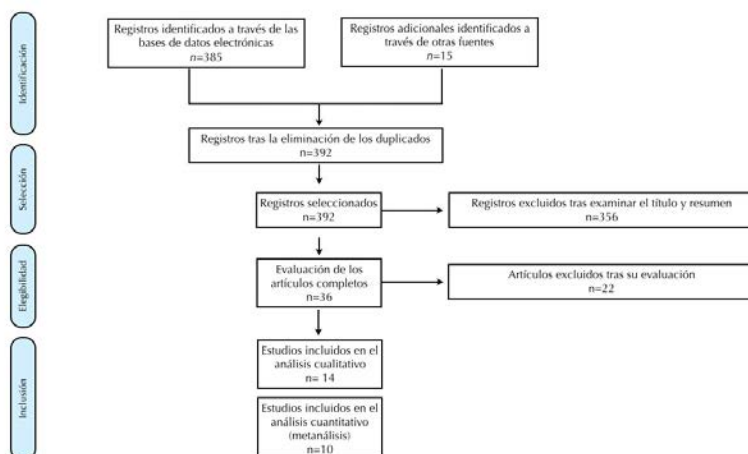 Identificación
Registros identificados a través de las
bases de datos electrónicas
n=385
Registros adicionales identificados a
través de otras fuentes
n=15
Registros tras la eliminación de los duplicados
n=392
Selección
Registros seleccionados
n=392
Registros excluidos tras examinar el título y resumen
n=356
Elegibilidad
Evaluación de los
artículos completos
n=36
Artículos excluidos tras su evaluación
n=22
Inclusión
Estudios incluidos en el
análisis cualitativo
n= 14
Estudios incluidos en el
análisis cuantitativo
(metanálisis)
n=10